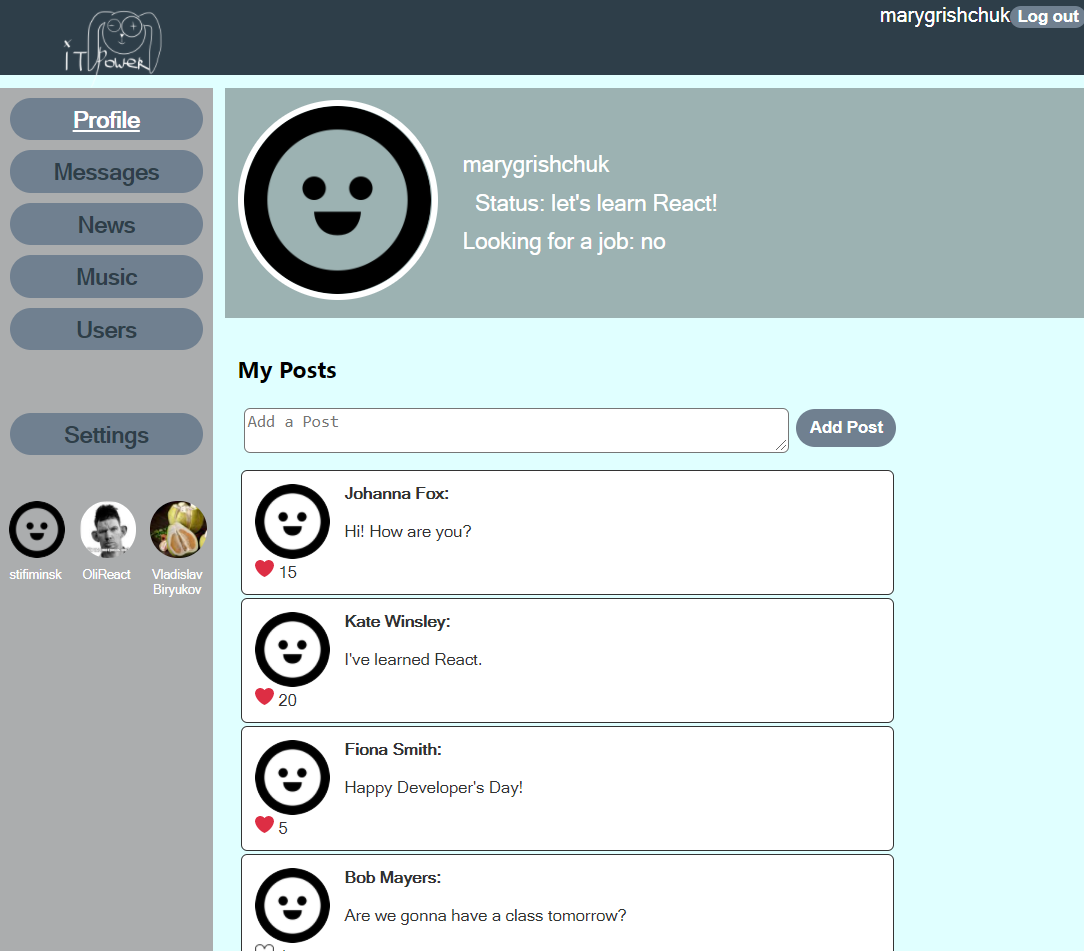 iT Power
marygrishchuk Log out
Profile
Messages
News
Music
Users
Settings
stifiminsk
OliReact
Vladislav
Biryukov
marygrishchuk
Status: let's learn React!
Looking for a job: no
My Posts
Add a Post
Add Post
Johanna Fox:
Hi! How are you?
15
Kate Winsley:
I've learned React.
20
Fiona Smith:
Happy Developer's Day!
5
Bob Mayers:
Are we gonna have a class tomorrow?